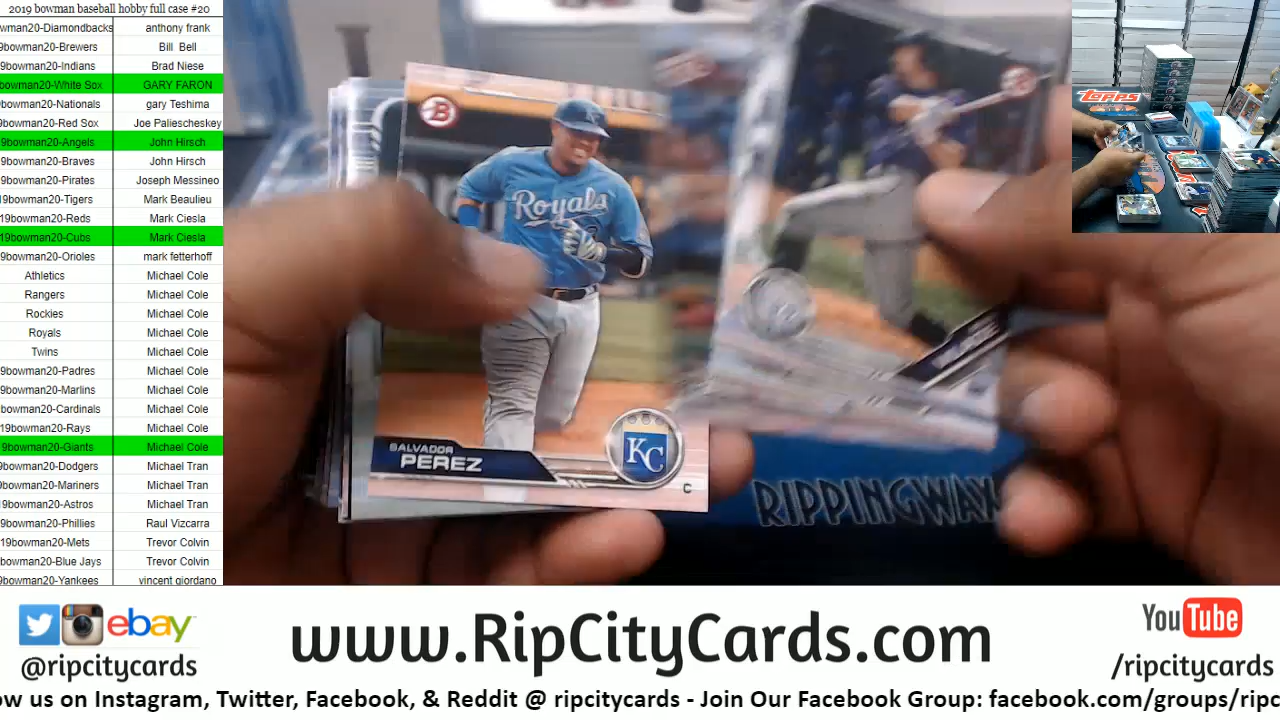 2019 bowman baseball hobby full case #20
wman20-Diamondbacks anthony frank
9bowman20-Brewers Bill Bell
9bowman20-Indians Brad Niese
bowman20-White Sox GARY FARON
9bowman20-Nationals gary Teshima
9bowman20-Red Sox Joe Paliescheskey
9bowman20-Angels John Hirsch
9bowman20-Braves John Hirsch
9bowman20-Pirates Joseph Messineo
19bowman20-Tigers Mark Beaulieu
19bowman20-Reds Mark Ciesla
19bowman20-Cubs Mark Ciesla
9bowman20-Orioles mark fetterhoff
Athletics Michael Cole
Rangers Michael Cole
Rockies Michael Cole
Royals Michael Cole
Twins Michael Cole
9bowman20-Padres Michael Cole
9bowman20-Marlins Michael Cole
bowman20-Cardinals Michael Cole
19bowman20-Rays Michael Cole
9bowman20-Giants Michael Cole
9bowman20-Dodgers Michael Tran
9bowman20-Mariners Michael Tran
19bowman20-Astros Michael Tran
9bowman20-Phillies Raul Vizcarra
19bowman20-Mets Trevor Colvin
bowman20-Blue Jays Trevor Colvin
9bowman20-Yankees vincent giordano
B
Royals
SALVADOR
PEREZ
KC
C
Topps
RIPPINGWAX
ebay
@ripcitycards
www.RipCityCards.com
YouTube
/ripcitycards
ow us on Instagram, Twitter, Facebook, & Reddit @ ripcitycards - Join Our Facebook Group: facebook.com/groups/ripc